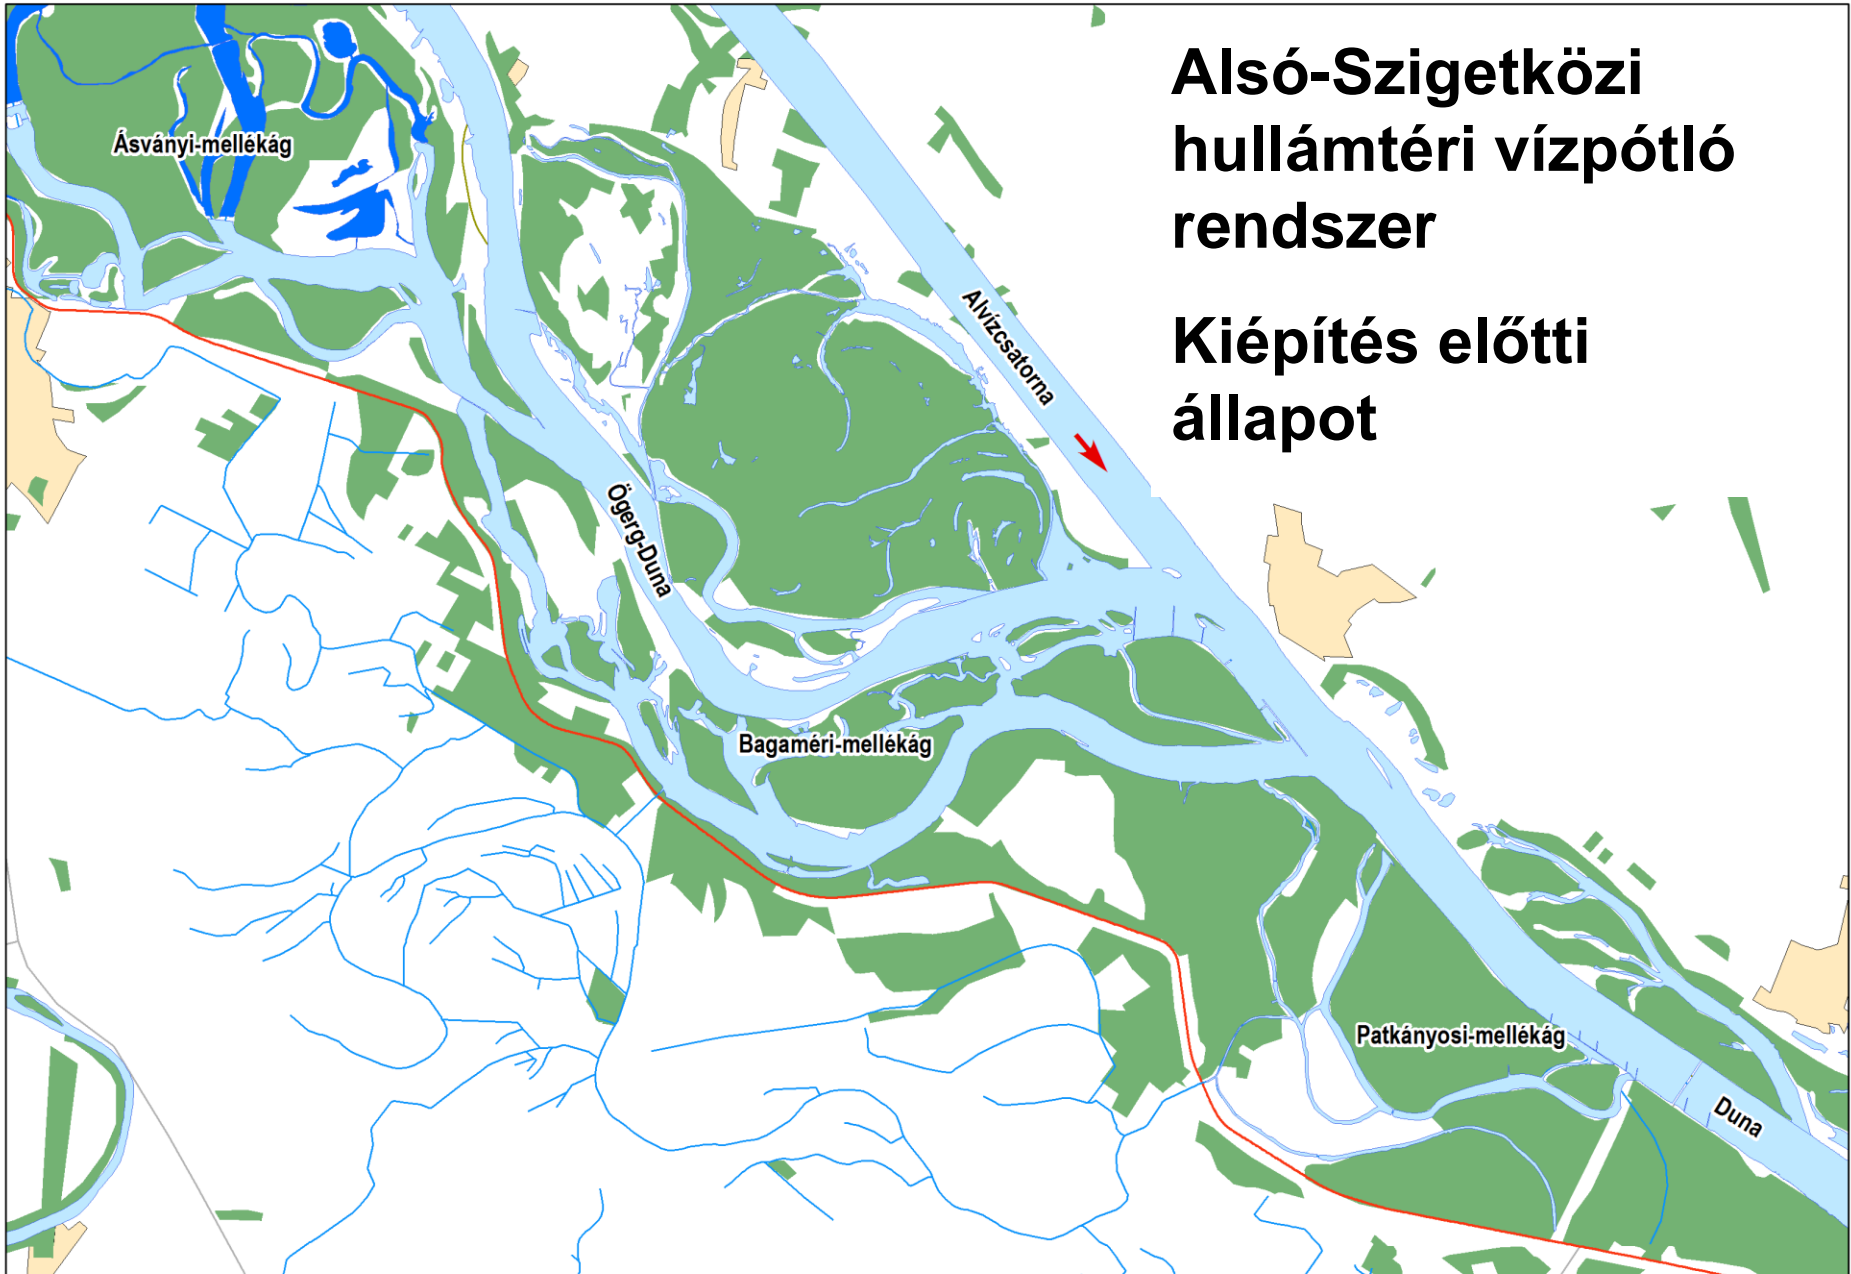 Alsó-Szigetközi
hullámtéri vízpótló
rendszer
Kiépítés előtti
állapot
Ásványi-mellékág
Alvízcsatorna
Ögerg-Duna
Bagaméri-mellékág
Patkányosi-mellékág
Duna